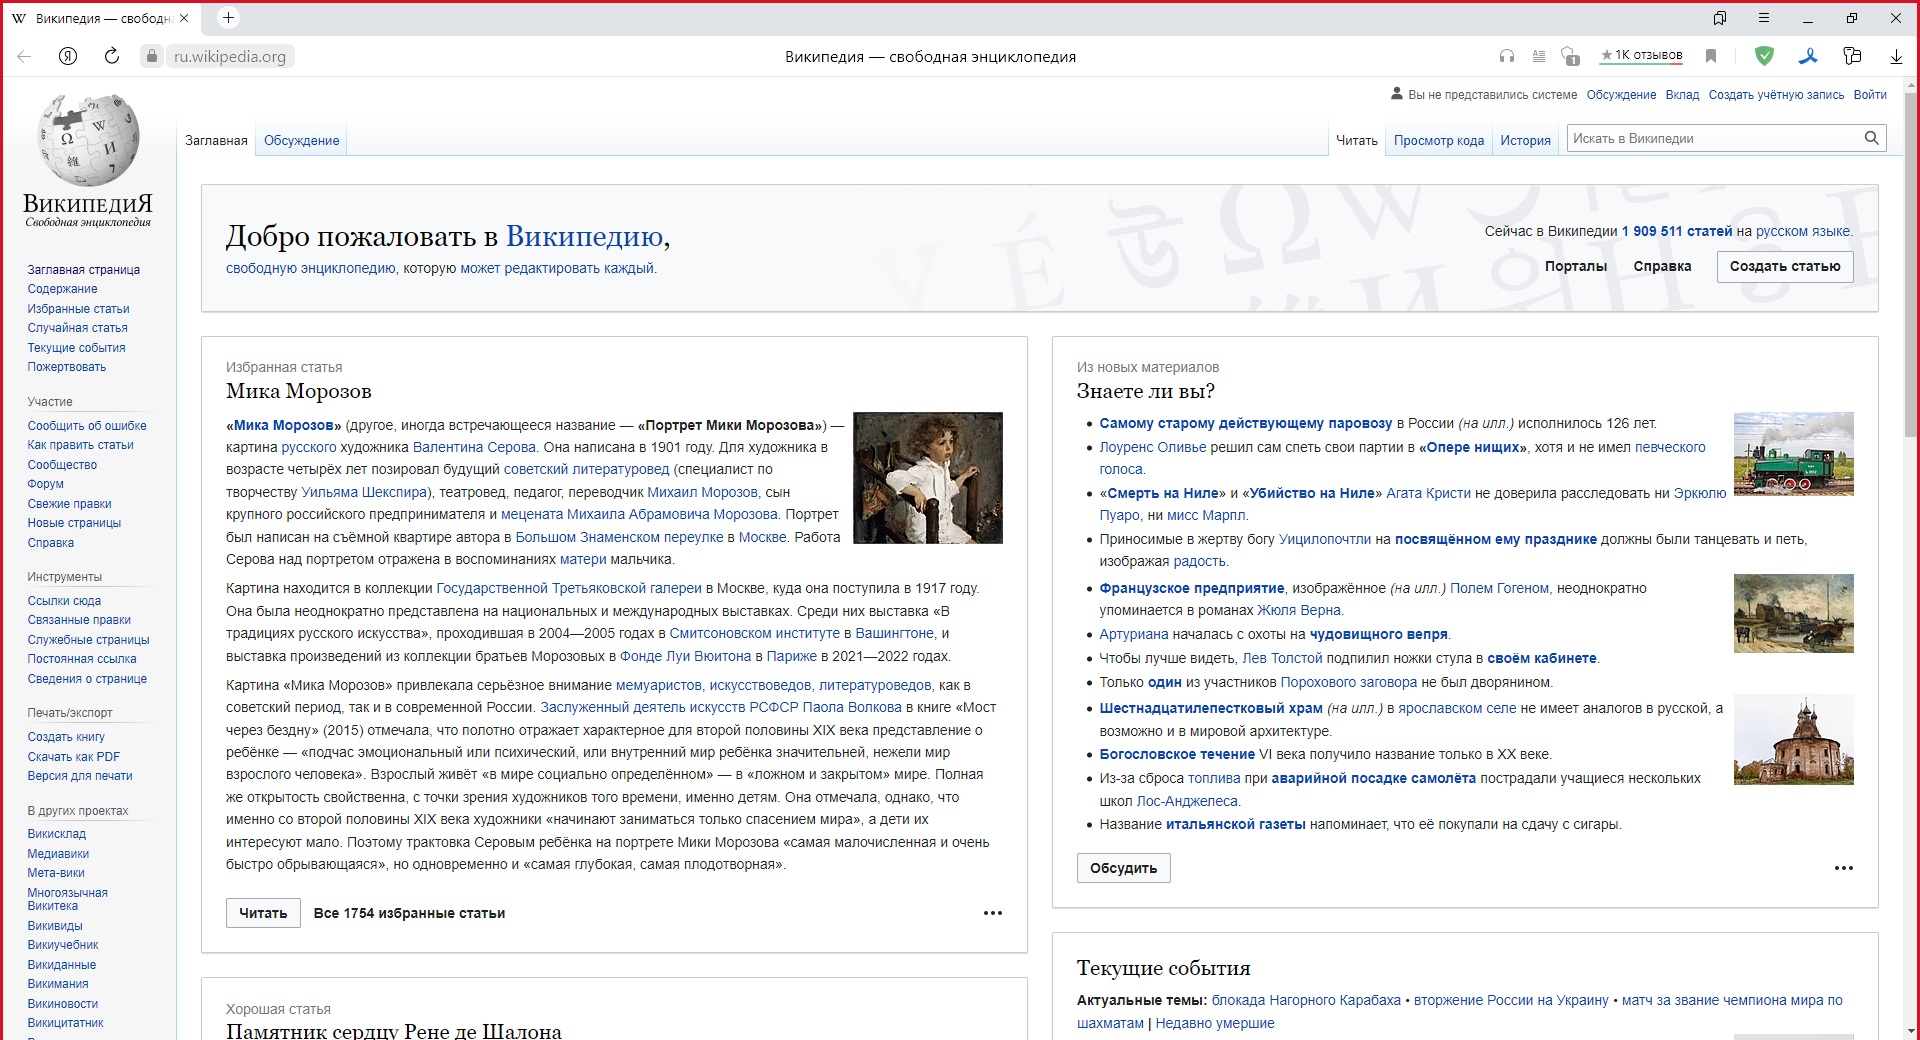 Википедия — свободн
ru.wikipedia.org
Википедия — свободная энциклопедия
1
★1К отзывов
Вы не представились системе Обсуждение Вклад Создать учётную запись Войти
Заглавная Обсуждение
Читать Просмотр кода История Искать в Википедии
ВикипедиЯ
Свободная энциклопедия
Заглавная страница
Содержание
Избранные статьи
Случайная статья
Текущие события
Пожертвовать
Участие
Сообщить об ошибке
Как править статьи
Сообщество
Форум
Свежие правки
Новые страницы
Справка
Инструменты
Ссылки сюда
Связанные правки
Служебные страницы
Постоянная ссылка
Сведения о странице
Печать/экспорт
Создать книгу
Скачать как PDF
Версия для печати
В других проектах
Викисклад
Медиавики
Мета-вики
Многоязычная
Викитека
Викивиды
Викиучебник
Викиданные
Викимания
Викиновости
Викицитатник
Добро пожаловать в Википедию,
свободную энциклопедию, которую может редактировать каждый.
Сейчас в Википедии 1 909 511 статей на русском языке.
Порталы Справка Создать статью
Избранная статья
Мика Морозов
«Мика Морозов» (другое, иногда встречающееся название — «Портрет Мики Морозова») —
картина русского художника Валентина Серова. Она написана в 1901 году. Для художника в
возрасте четырёх лет позировал будущий советский литературовед (специалист по
творчеству Уильяма Шекспира), театровед, педагог, переводчик Михаил Морозов, сын
крупного российского предпринимателя и мецената Михаила Абрамовича Морозова. Портрет
был написан на съёмной квартире автора в Большом Знаменском переулке в Москве. Работа
Серова над портретом отражена в воспоминаниях матери мальчика.
Картина находится в коллекции Государственной Третьяковской галереи в Москве, куда она поступила в 1917 году.
Она была неоднократно представлена на национальных и международных выставках. Среди них выставка «В
традициях русского искусства», проходившая в 2004—2005 годах в Смитсоновском институте в Вашингтоне, и
выставка произведений из коллекции братьев Морозовых в Фонде Луи Вюитона в Париже в 2021—2022 годах.
Картина «Мика Морозов» привлекала серьёзное внимание мемуаристов, искусствоведов, литературоведов, как в
советский период, так и в современной России. Заслуженный деятель искусств РСФСР Паола Волкова в книге «Мост
через бездну» (2015) отмечала, что полотно отражает характерное для второй половины XIX века представление о
ребёнке — «подчас эмоциональный или психический, или внутренний мир ребёнка значительней, нежели мир
взрослого человека». Взрослый живёт «в мире социально определённом» — в «ложном и закрытом» мире. Полная
же открытость свойственна, с точки зрения художников того времени, именно детям. Она отмечала, однако, что
именно со второй половины XIX века художники «начинают заниматься только спасением мира», а дети их
интересуют мало. Поэтому трактовка Серовым ребёнка на портрете Мики Морозова «самая малочисленная и очень
быстро обрывающаяся», но одновременно и «самая глубокая, самая плодотворная».
Читать Все 1754 избранные статьи
Хорошая статья
Памятник сердцу Рене де Шалона
Из новых материалов
Знаете ли вы?
• Самому старому действующему паровозу в России (на илл.) исполнилось 126 лет.
• Лоуренс Оливье решил сам спеть свои партии в «Опере нищих», хотя и не имел певческого
голоса.
• «Смерть на Ниле» и «Убийство на Ниле» Агата Кристи не доверила расследовать ни Эркюлю
Пуаро, ни мисс Марпл.
• Приносимые в жертву богу Уицилопочтли на посвящённом ему празднике должны были танцевать и петь,
изображая радость.
• Французское предприятие, изображённое (на илл.) Полем Гогеном, неоднократно
упоминается в романах Жюля Верна.
• Артуриана началась с охоты на чудовищного вепря.
• Чтобы лучше видеть, Лев Толстой подпилил ножки стула в своём кабинете.
• Только один из участников Порохового заговора не был дворянином.
• Шестнадцатилепестковый храм (на илл.) в ярославском селе не имеет аналогов в русской, а
возможно и в мировой архитектуре.
• Богословское течение VI века получило название только в XX веке.
• Из-за сброса топлива при аварийной посадке самолёта пострадали учащиеся нескольких
школ Лос-Анджелеса.
• Название итальянской газеты напоминает, что её покупали на сдачу с сигары.
Обсудить
Текущие события
Актуальные темы: блокада Нагорного Карабаха • вторжение России на Украину • матч за звание чемпиона мира по
шахматам | Недавно умершие